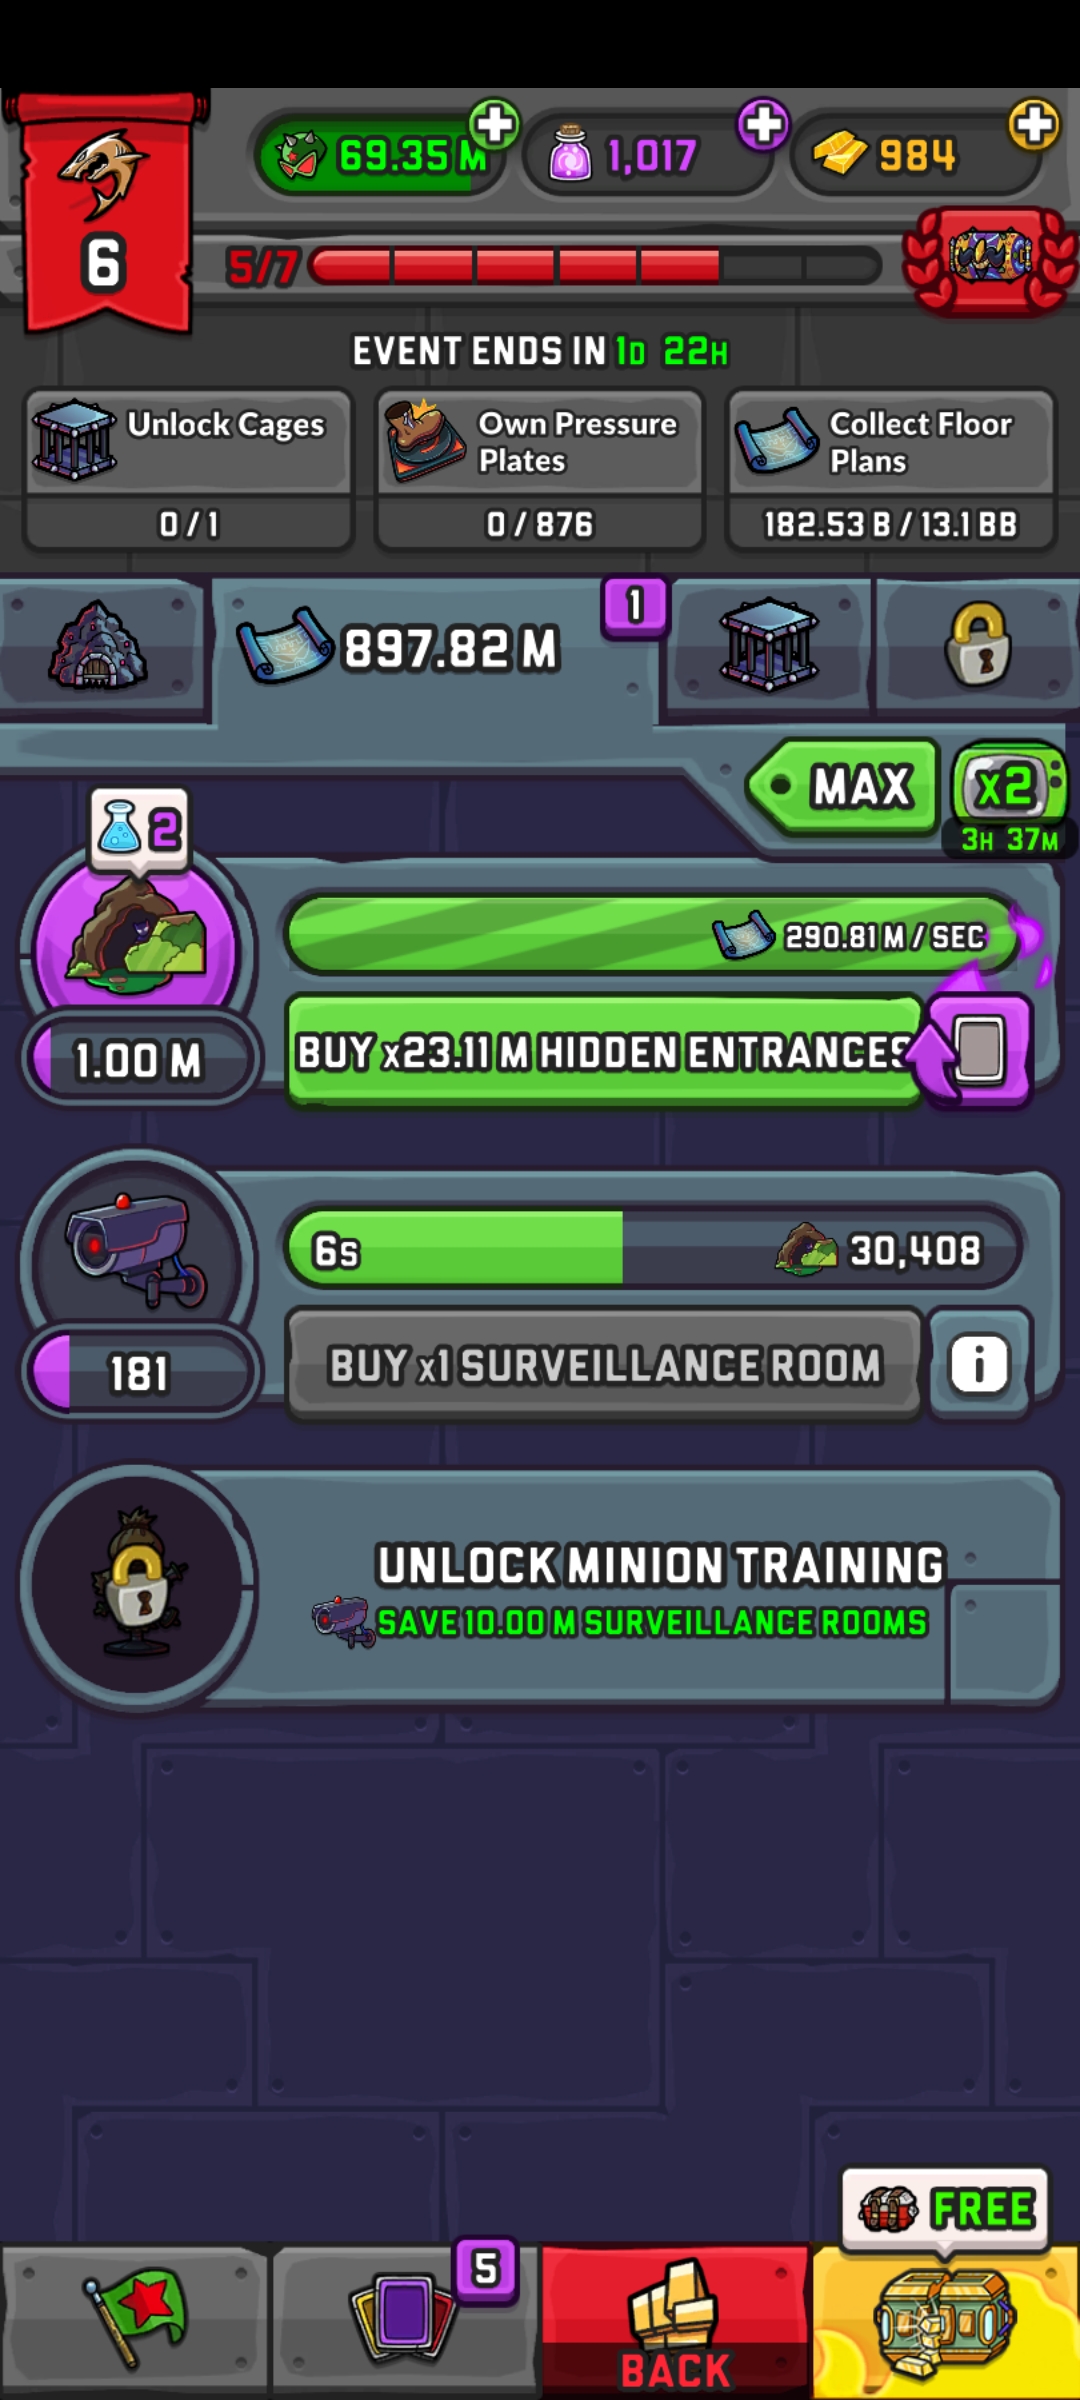 69.35 M
1,017
984
6
5/7
EVENT ENDS IN 1D 22H
Unlock Cages
0 / 1
Own Pressure
Plates
0 / 876
Collect Floor
Plans
182.53 B / 13.1 BB
897.82 M
1
MAX
x2
3H 37M
2
290.81 M / SEC
1.00 M
BUY x23.11 M HIDDEN ENTRANCES
6S
30,408
181
BUY x1 SURVEILLANCE ROOM
i
UNLOCK MINION TRAINING
SAVE 10.00 M SURVEILLANCE ROOMS
FREE
5
BACK